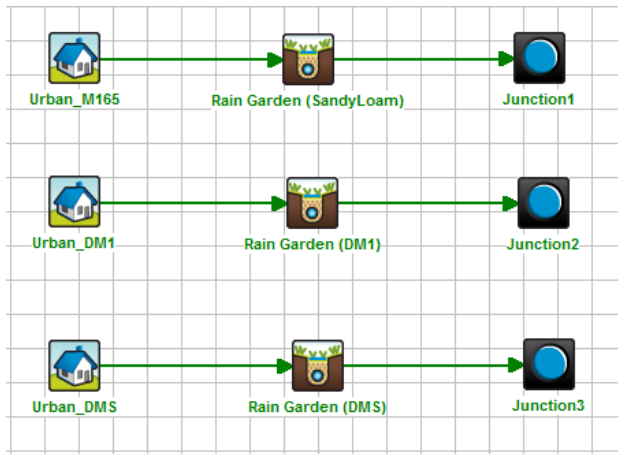 Urban_M165
Rain Garden (SandyLoam)
Junction1
Urban_DM1
Rain Garden (DM1)
Junction2
Urban_DMS
Rain Garden (DMS)
Junction3